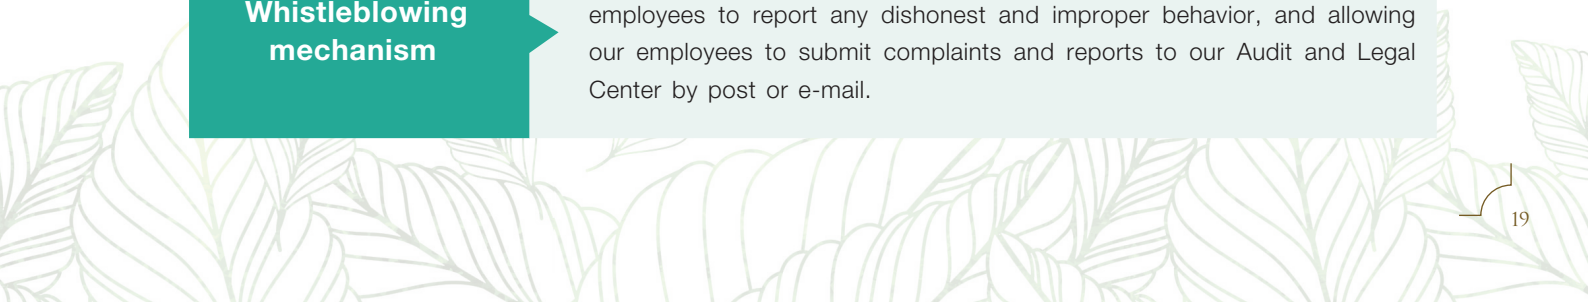 Whistleblowing
mechanism
employees to report any dishonest and improper behavior, and allowing
our employees to submit complaints and reports to our Audit and Legal
Center by post or e-mail.
19